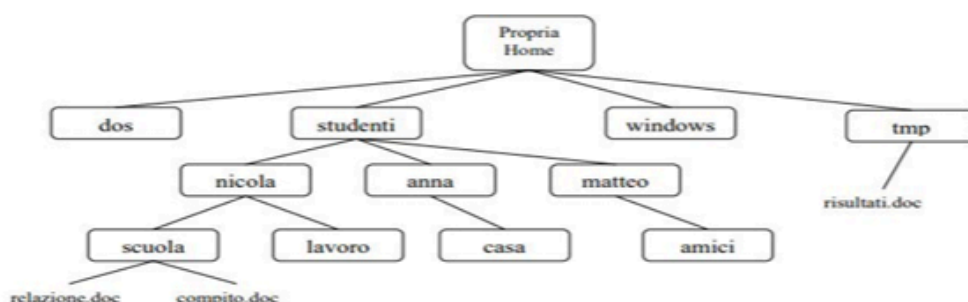 Propria
Home
dos
studenti
windows
tmp
nicola
anna
matteo
risultati.doc
scuola
lavoro
casa
amici
relazione.doc
compito.doc